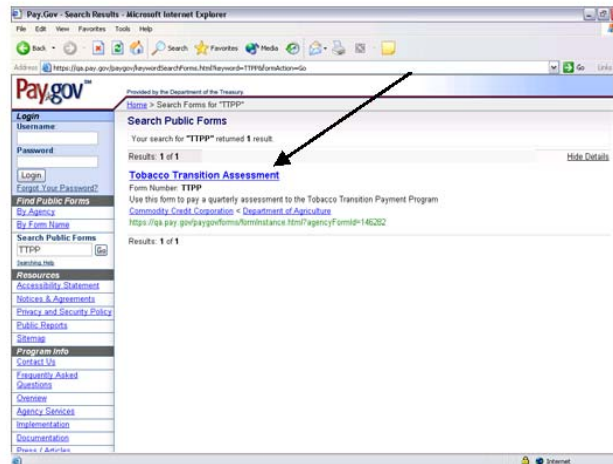 Pay.Gov - Search Results - Microsoft Internet Explorer
File Edit View Favorites Tools Help
Back Search Favorites Media
Address https://qa.pay.gov/paygov/keywordSearchForms.html?keyword=TTPP&formAction=Go Go Links
Pay.gov™
Provided by the Department of the Treasury.
Home > Search Forms for "TTPP"
Login
Username:
Password:
Login
Forgot Your Password?
Find Public Forms
By Agency
By Form Name
Search Public Forms
TTPP Go
Searching Help
Resources
Accessibility Statement
Notices & Agreements
Privacy and Security Policy
Public Reports
Sitemap
Program Info
Contact Us
Frequently Asked
Questions
Overview
Agency Services
Implementation
Documentation
Press / Articles
Search Public Forms
Your search for "TTPP" returned 1 result.
Results: 1 of 1 Hide Details
Tobacco Transition Assessment
Form Number: TTPP
Use this form to pay a quarterly assessment to the Tobacco Transition Payment Program
Commodity Credit Corporation < Department of Agriculture
https://qa.pay.gov/paygov/forms/formInstance.html?agencyFormId=146282
Results: 1 of 1
Internet